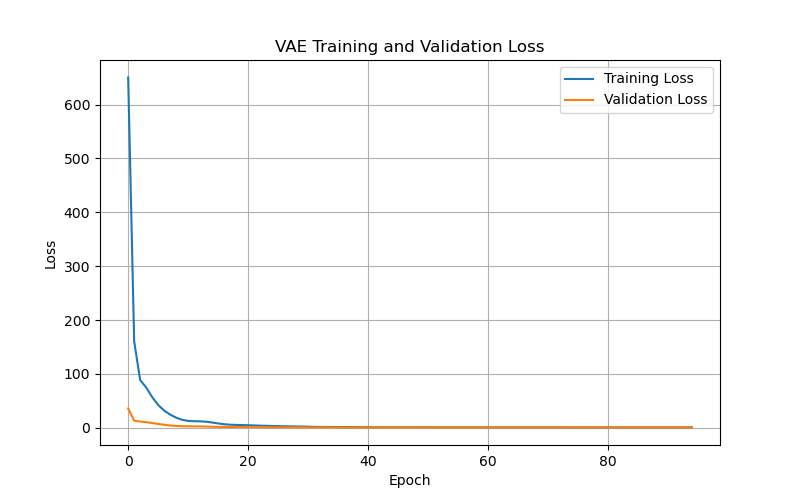 VAE Training and Validation Loss
Training Loss
Validation Loss
600
500
400
300
200
100
0
Loss
0 20 40 60 80
Epoch